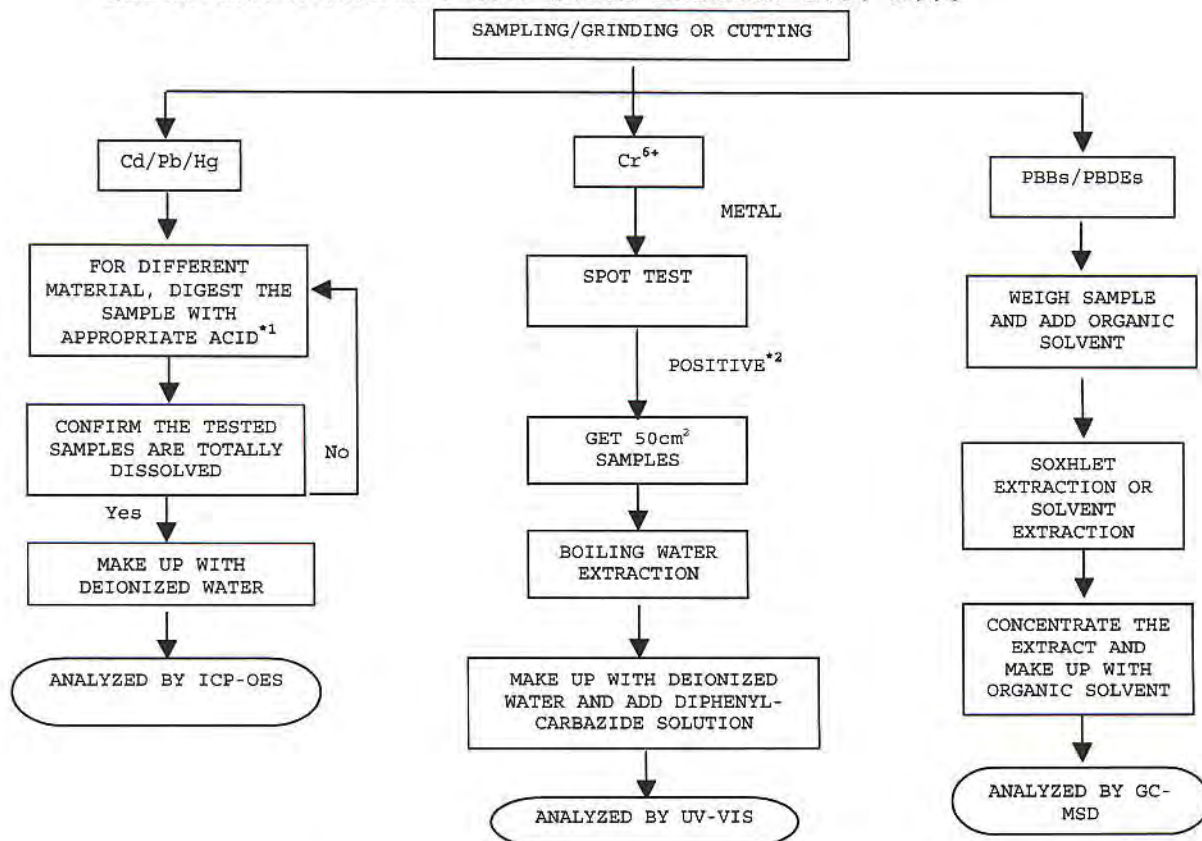 SAMPLING/GRINDING OR CUTTING
Cd/Pb/Hg
FOR DIFFERENT
MATERIAL, DIGEST THE
SAMPLE WITH
APPROPRIATE ACID*1
CONFIRM THE TESTED
SAMPLES ARE TOTALLY
DISSOLVED
No
Yes
MAKE UP WITH
DEIONIZED WATER
ANALYZED BY ICP-OES
Cr6+
METAL
SPOT TEST
POSITIVE*2
GET 50cm2
SAMPLES
BOILING WATER
EXTRACTION
MAKE UP WITH DEIONIZED
WATER AND ADD DIPHENYL-
CARBAZIDE SOLUTION
ANALYZED BY UV-VIS
PBBs/PBDEs
WEIGH SAMPLE
AND ADD ORGANIC
SOLVENT
SOXHLET
EXTRACTION OR
SOLVENT
EXTRACTION
CONCENTRATE THE
EXTRACT AND
MAKE UP WITH
ORGANIC SOLVENT
ANALYZED BY GC-
MSD